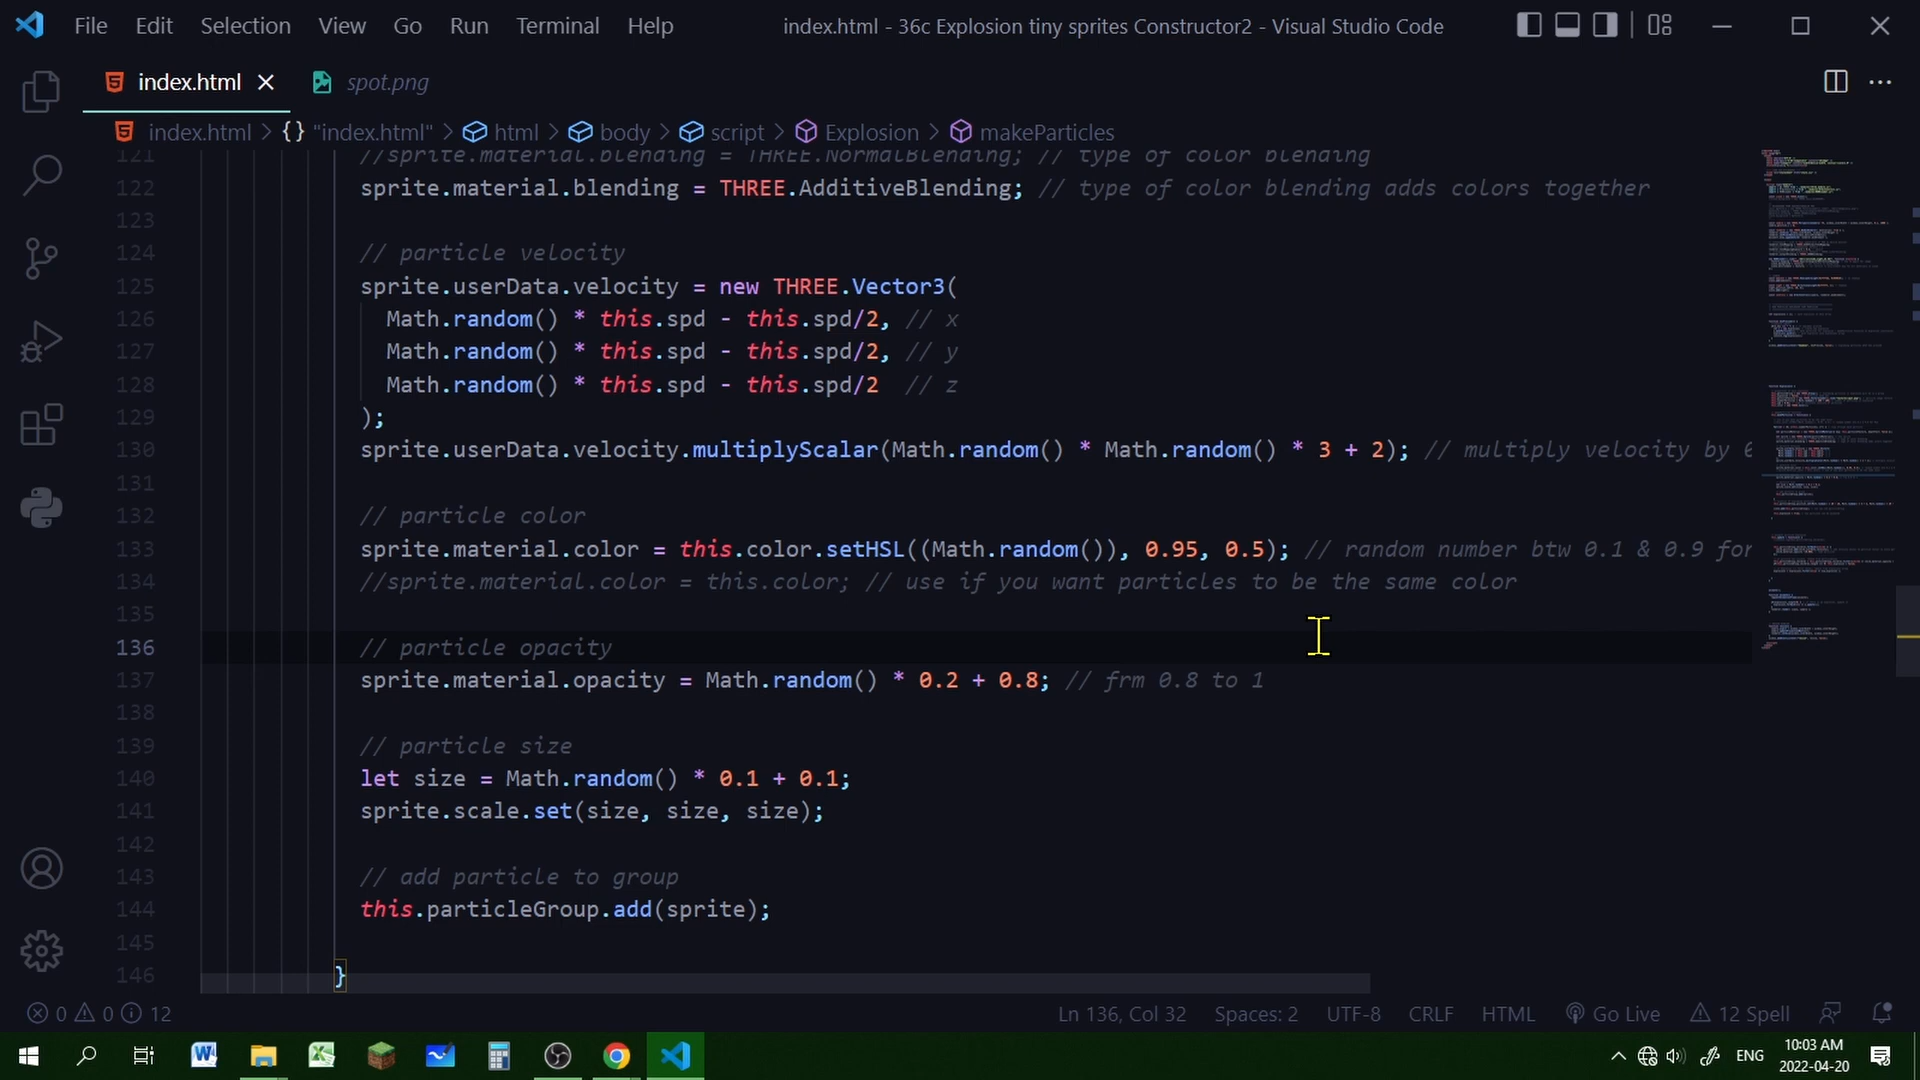 File Edit Selection View Go Run Terminal Help index.html - 36c Explosion tiny sprites Constructor2 - Visual Studio Code
index.html spot.png
index.html > {} "index.html" > html > body > script > Explosion > makeParticles
121 //sprite.material.blending = THREE.NormalBlending; // type of color blending
122 sprite.material.blending = THREE.AdditiveBlending; // type of color blending adds colors together
123
124 // particle velocity
125 sprite.userData.velocity = new THREE.Vector3(
126 Math.random() * this.spd - this.spd/2, // x
127 Math.random() * this.spd - this.spd/2, // y
128 Math.random() * this.spd - this.spd/2 // z
129 );
130 sprite.userData.velocity.multiplyScalar(Math.random() * Math.random() * 3 + 2); // multiply velocity by
131
132 // particle color
133 sprite.material.color = this.color.setHSL((Math.random()), 0.95, 0.5); // random number btw 0.1 & 0.9 for
134 //sprite.material.color = this.color; // use if you want particles to be the same color
135
136 // particle opacity
137 sprite.material.opacity = Math.random() * 0.2 + 0.8; // frm 0.8 to 1
138
139 // particle size
140 let size = Math.random() * 0.1 + 0.1;
141 sprite.scale.set(size, size, size);
142
143 // add particle to group
144 this.particleGroup.add(sprite);
145
146 }
0 0 12 Ln 136, Col 32 Spaces: 2 UTF-8 CRLF HTML Go Live 12 Spell
ENG 10:03 AM
2022-04-20